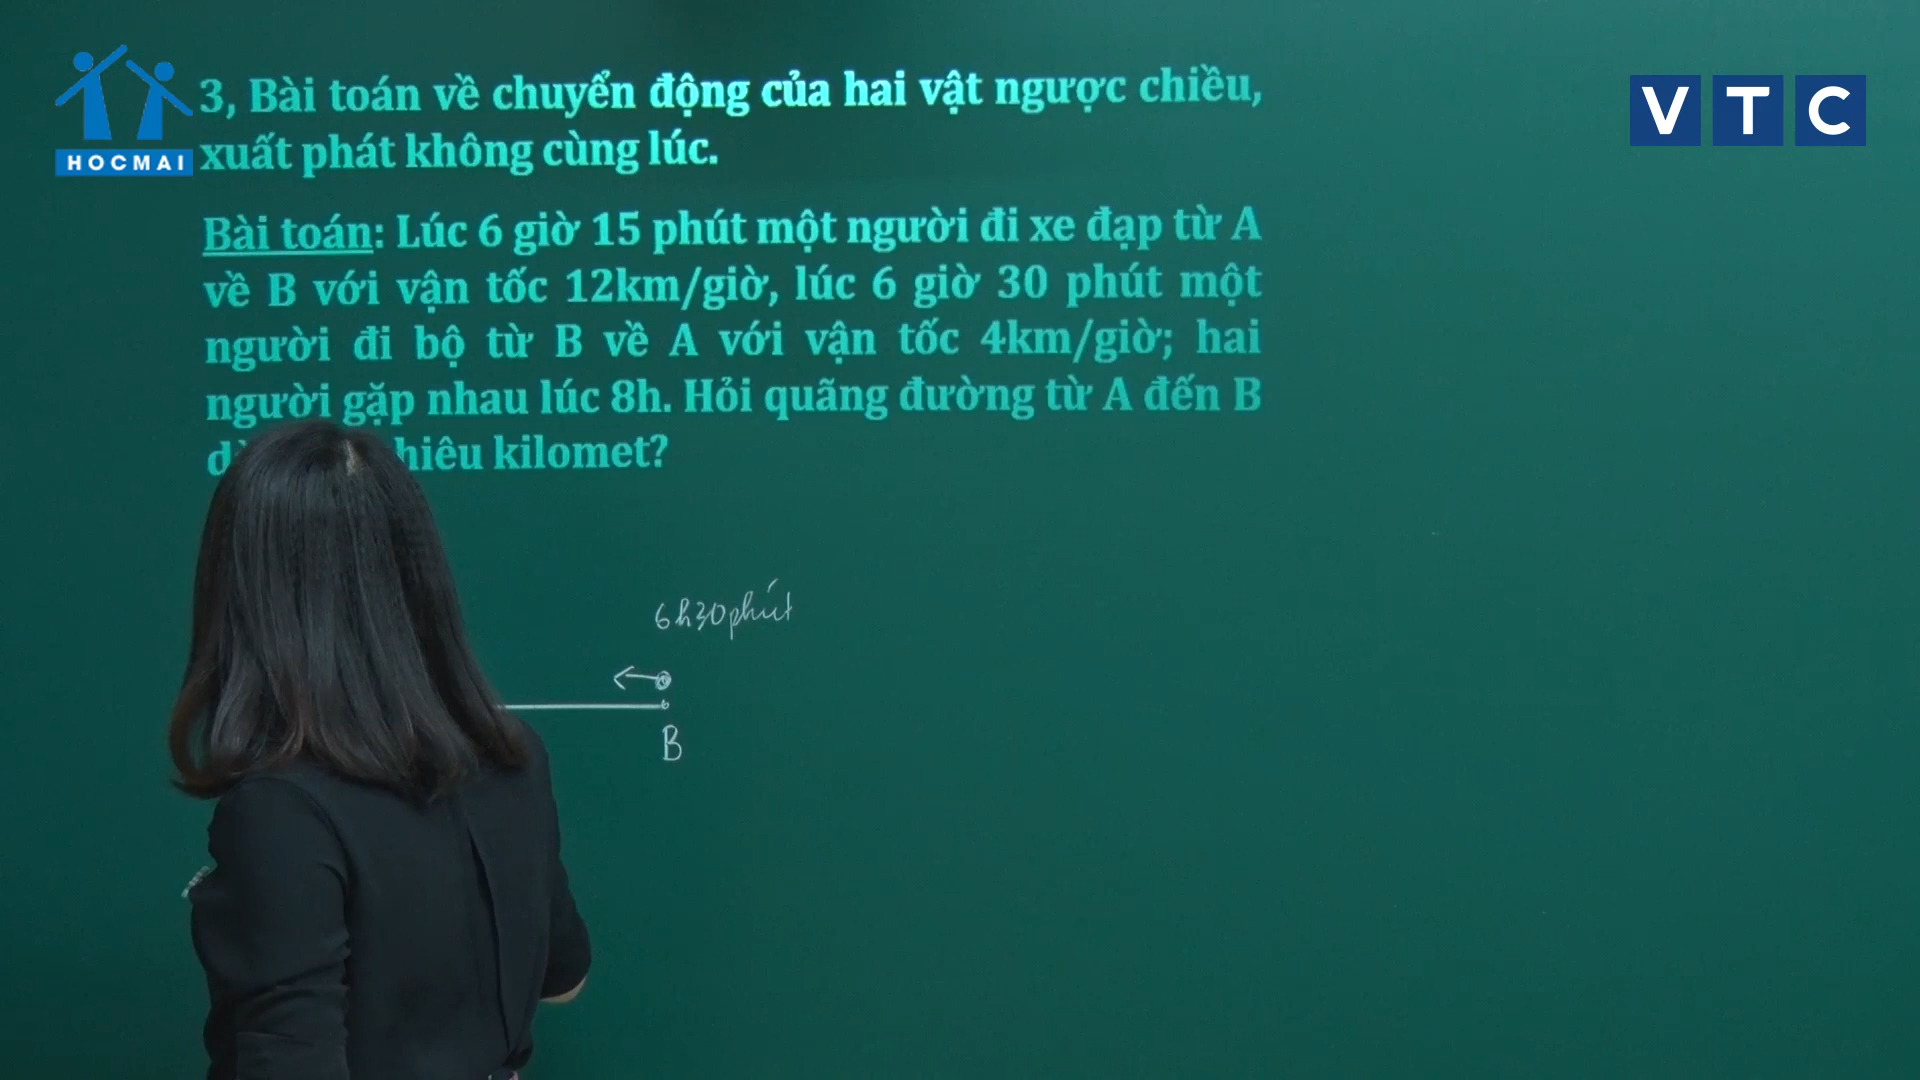 HOCMAI
VTC
3, Bài toán về chuyển động của hai vật ngược chiều,
xuất phát không cùng lúc.
Bài toán: Lúc 6 giờ 15 phút một người đi xe đạp từ A
về B với vận tốc 12km/giờ, lúc 6 giờ 30 phút một
người đi bộ từ B về A với vận tốc 4km/giờ; hai
người gặp nhau lúc 8h. Hỏi quãng đường từ A đến B
hiêu kilomet?
6h30phút
B